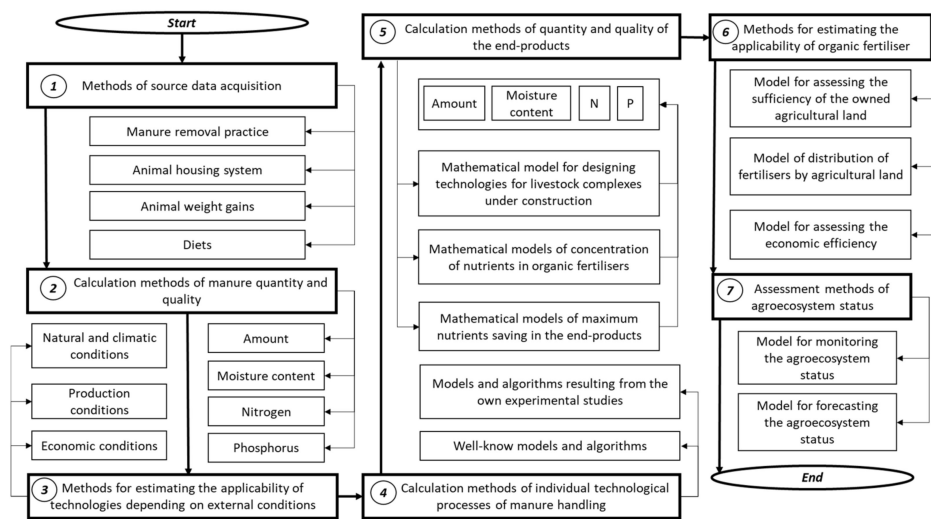 Start
1
Methods of source data acquisition
Manure removal practice
Animal housing system
Animal weight gains
Diets
2
Calculation methods of manure quantity and
quality
Natural and climatic
conditions
Production
conditions
Economic conditions
Amount
Moisture content
Nitrogen
Phosphorus
3
Methods for estimating the applicability of
technologies depending on external conditions
4
Calculation methods of individual technological
processes of manure handling
Well-know models and algorithms
Models and algorithms resulting from the
own experimental studies
5
Calculation methods of quantity and quality of
the end-products
Amount
Moisture
content
N
P
Mathematical model for designing
technologies for livestock complexes
under construction
Mathematical models of concentration
of nutrients in organic fertilisers
Mathematical models of maximum
nutrients saving in the end-products
6
Methods for estimating the
applicability of organic fertiliser
Model for assessing the
sufficiency of the owned
agricultural land
Model of distribution of
fertilisers by agricultural land
Model for assessing the
economic efficiency
7
Assessment methods of
agroecosystem status
Model for monitoring
the agroecosystem
status
Model for forecasting
the agroecosystem
status
End